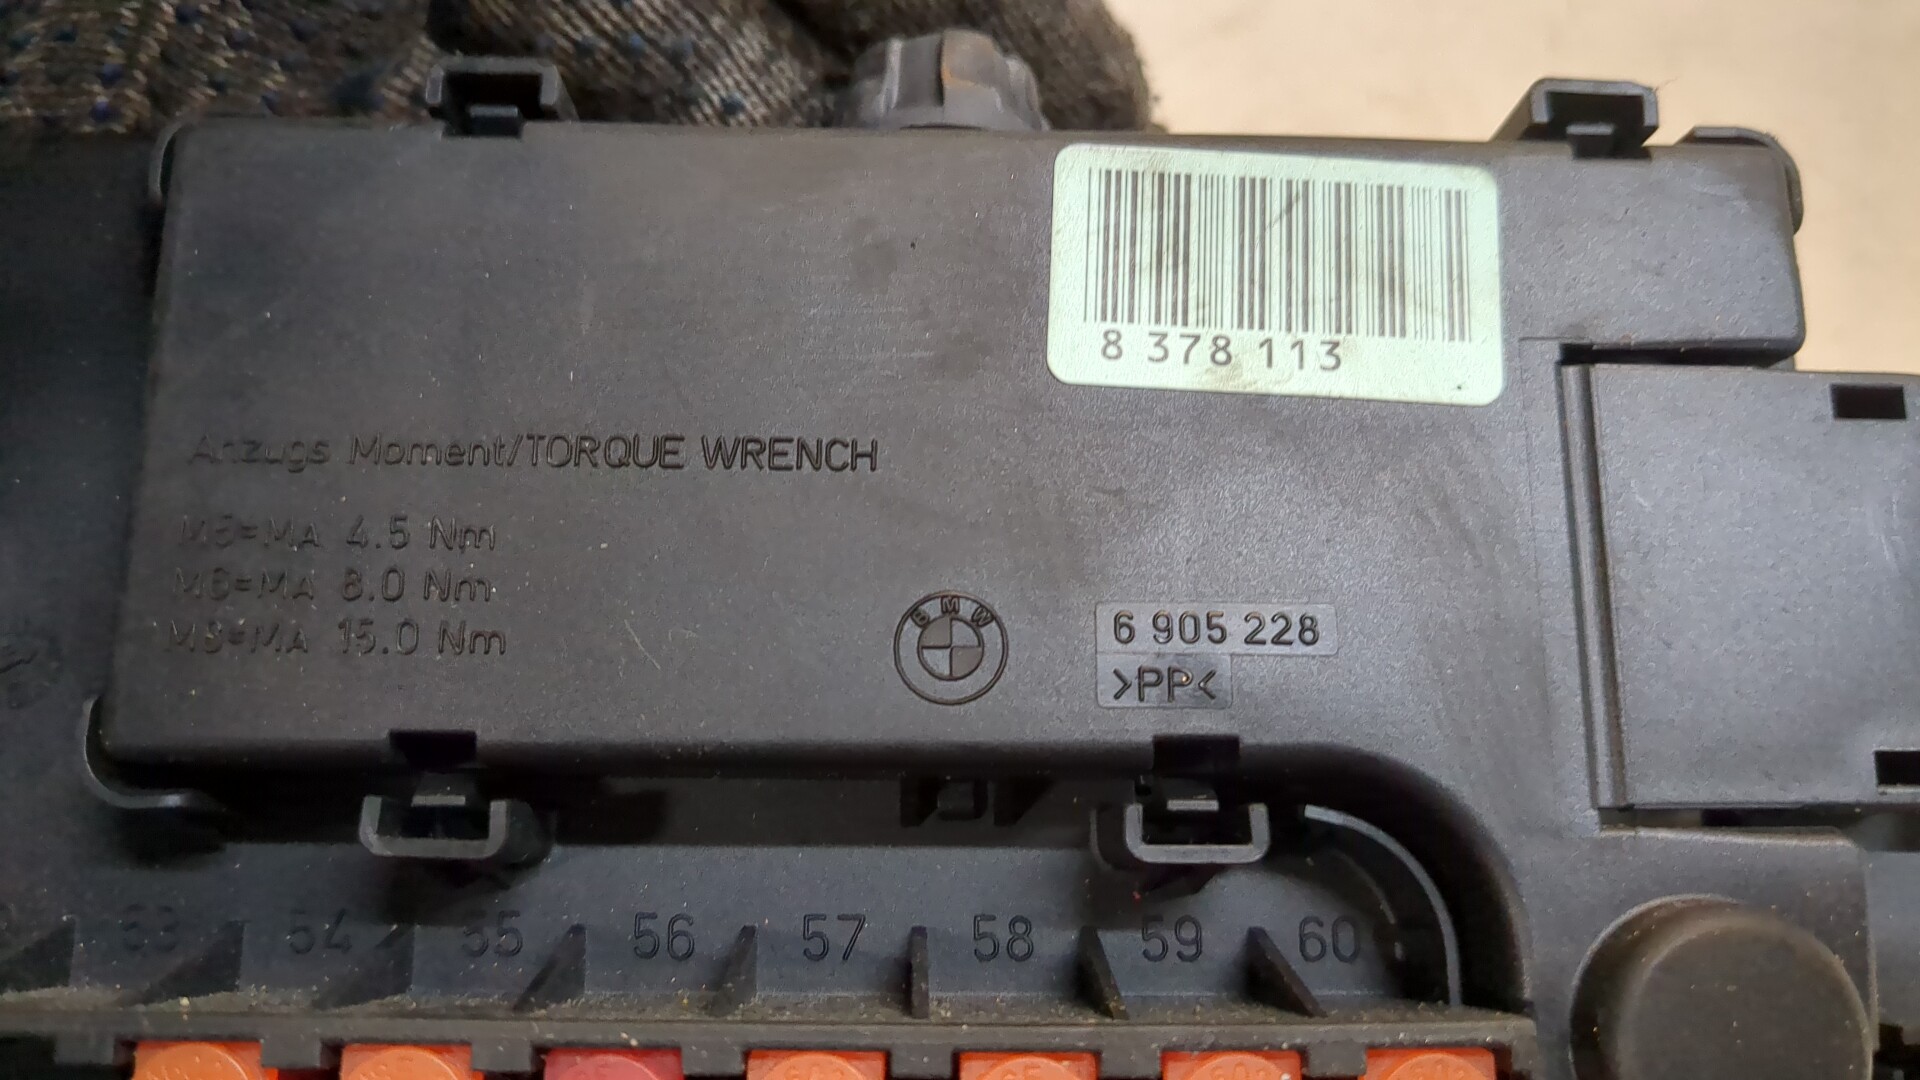 8 378 113
Anzugs Moment/TORQUE WRENCH
M5=MA 4.5 Nm
M6=MA 8.0 Nm
M8=MA 15.0 Nm
BMW
6 905 228
>PP<
53 54 55 56 57 58 59 60